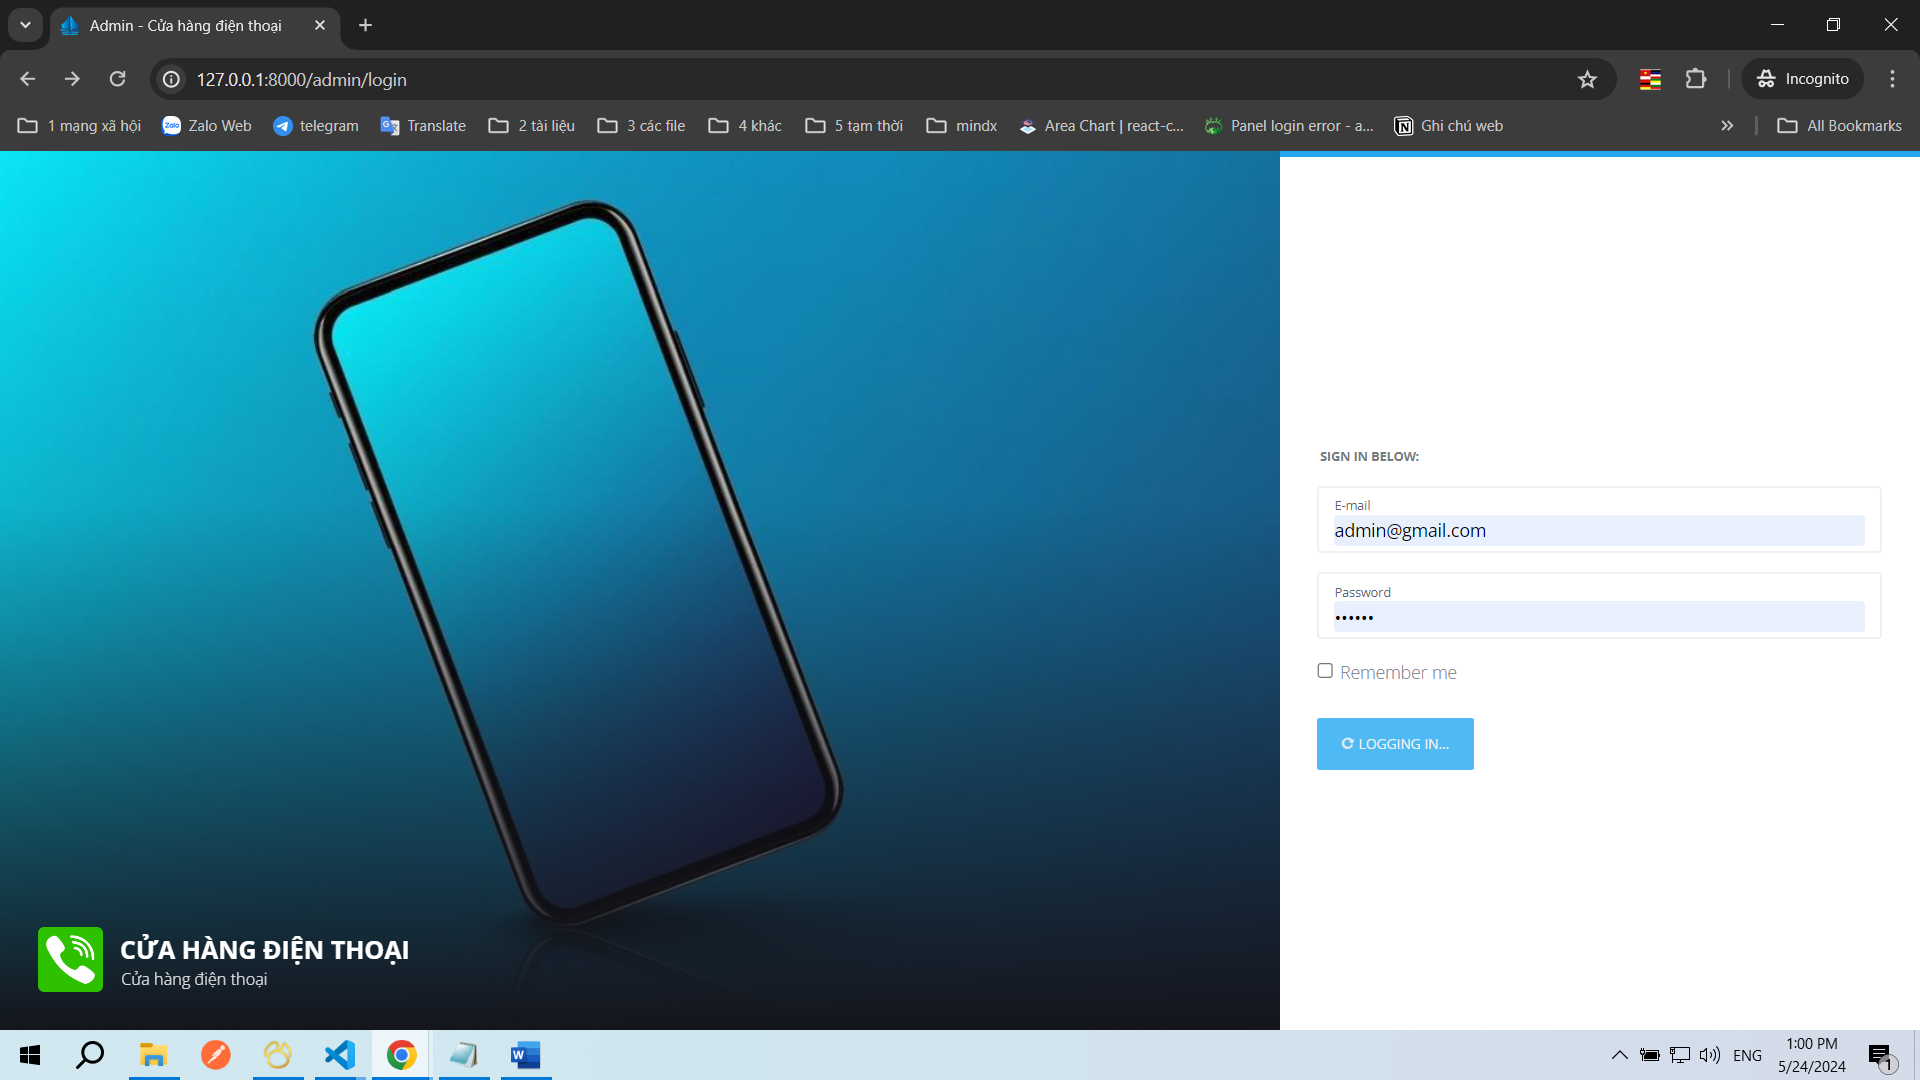 Admin - Cửa hàng điện thoại
127.0.0.1:8000/admin/login
Incognito
1 mạng xã hội
Zalo Web
telegram
Translate
2 tài liệu
3 các file
4 khác
5 tạm thời
mindx
Area Chart | react-c...
Panel login error - a...
Ghi chú web
All Bookmarks
SIGN IN BELOW:
E-mail
admin@gmail.com
Password
••••••
Remember me
LOGGING IN...
CỬA HÀNG ĐIỆN THOẠI
Cửa hàng điện thoại
ENG
1:00 PM
5/24/2024
1